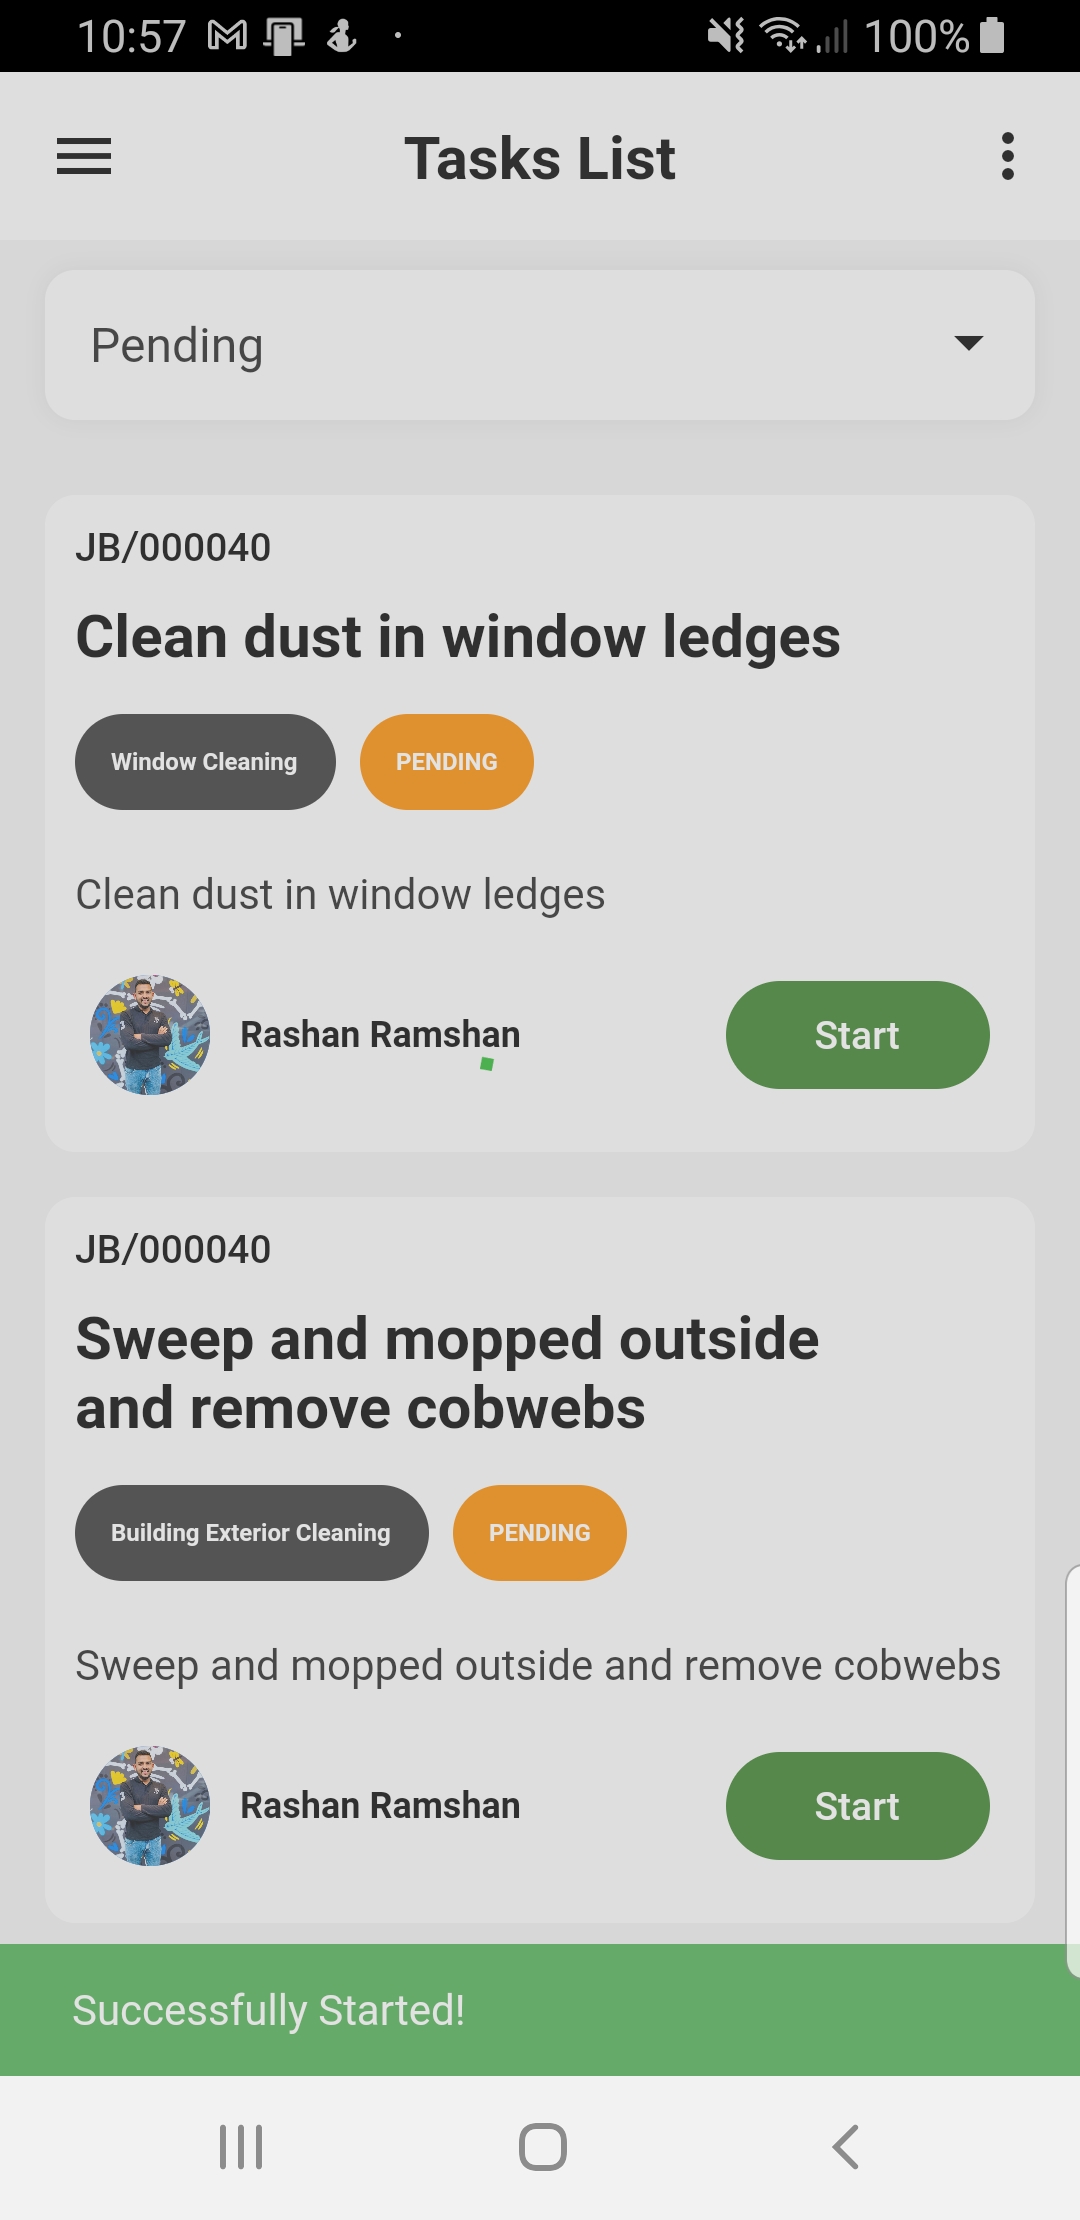 10:57
100%
Tasks List
Pending
JB/000040
Clean dust in window ledges
Window Cleaning
PENDING
Clean dust in window ledges
Rashan Ramshan
Start
JB/000040
Sweep and mopped outside
and remove cobwebs
Building Exterior Cleaning
PENDING
Sweep and mopped outside and remove cobwebs
Rashan Ramshan
Start
Successfully Started!